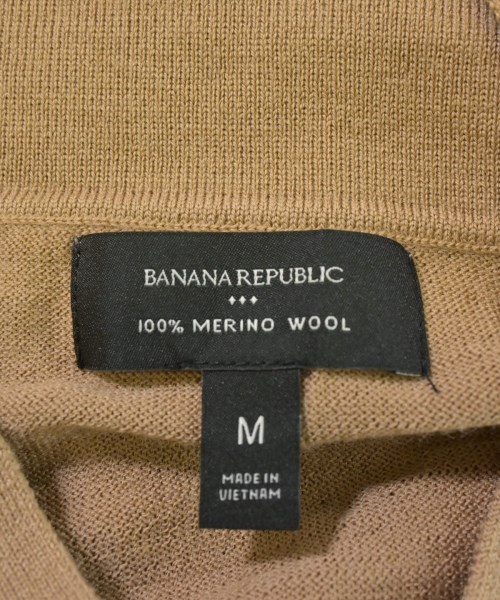 BANANA REPUBLIC
100% MERINO WOOL
M
MADE IN
VIETNAM